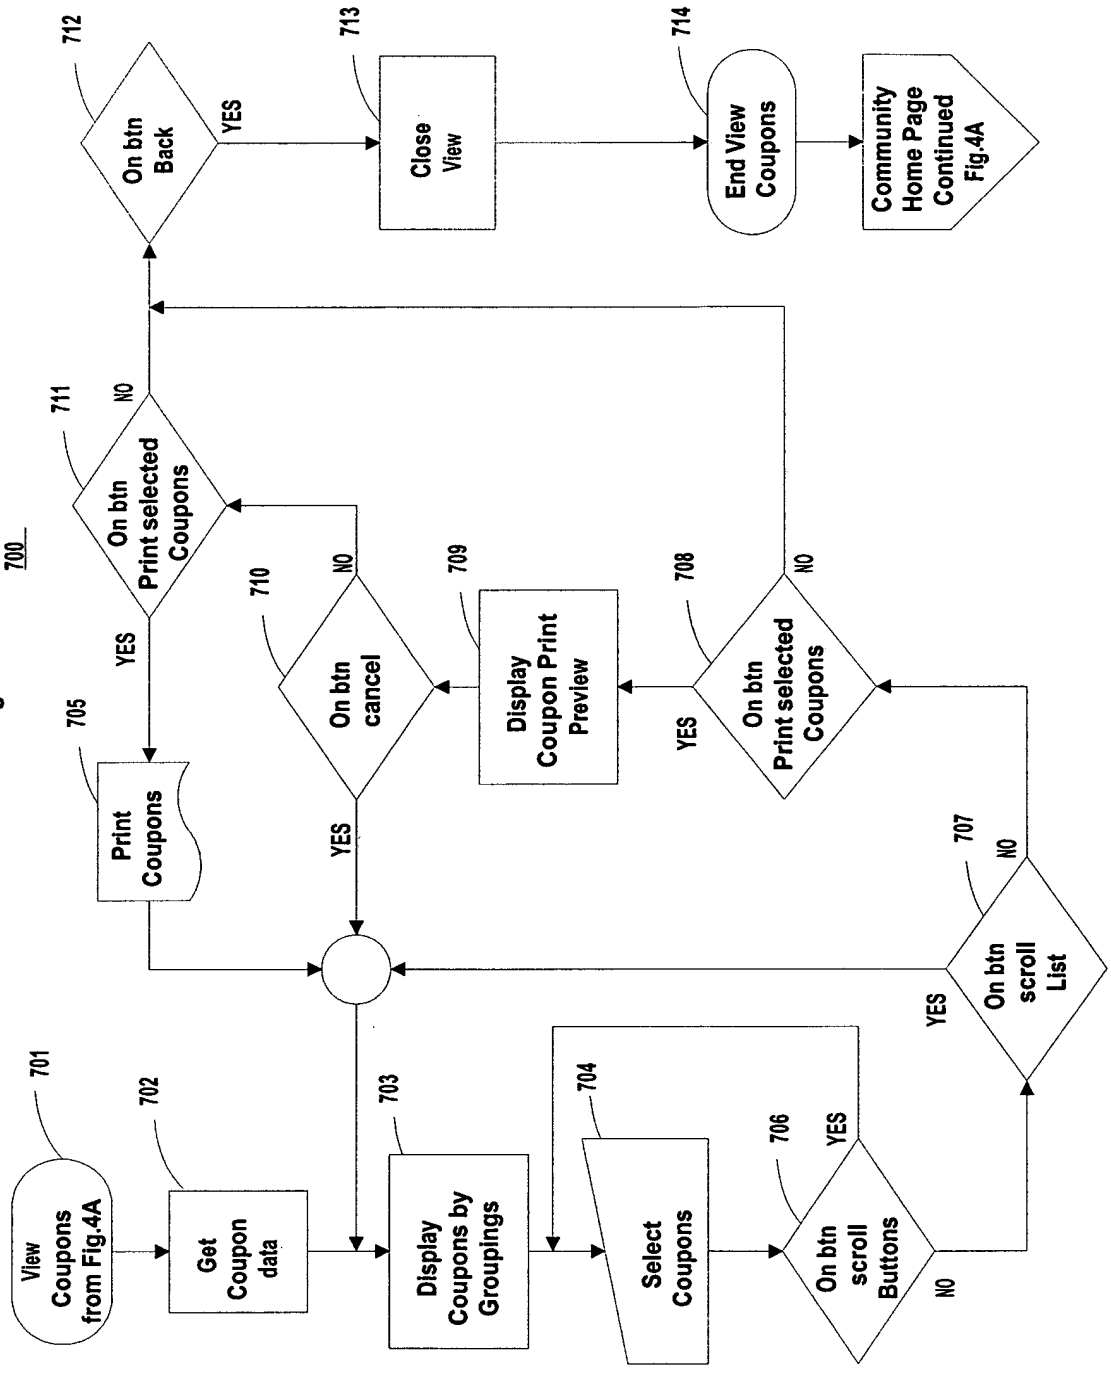 700
701
View
Coupons
from Fig.4A
702
Get
Coupon
data
703
Display
Coupons by
Groupings
704
Select
Coupons
706
On btn
scroll
Buttons
YES
NO
707
On btn
scroll
List
YES
NO
708
On btn
Print selected
Coupons
YES
NO
709
Display
Coupon Print
Preview
710
On btn
cancel
YES
NO
711
On btn
Print selected
Coupons
YES
NO
705
Print
Coupons
712
On btn
Back
YES
713
Close
View
714
End View
Coupons
Community
Home Page
Continued
Fig.4A